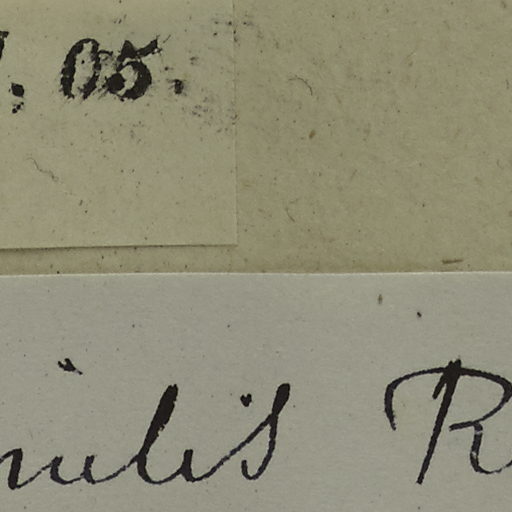 . 05.
nulis R